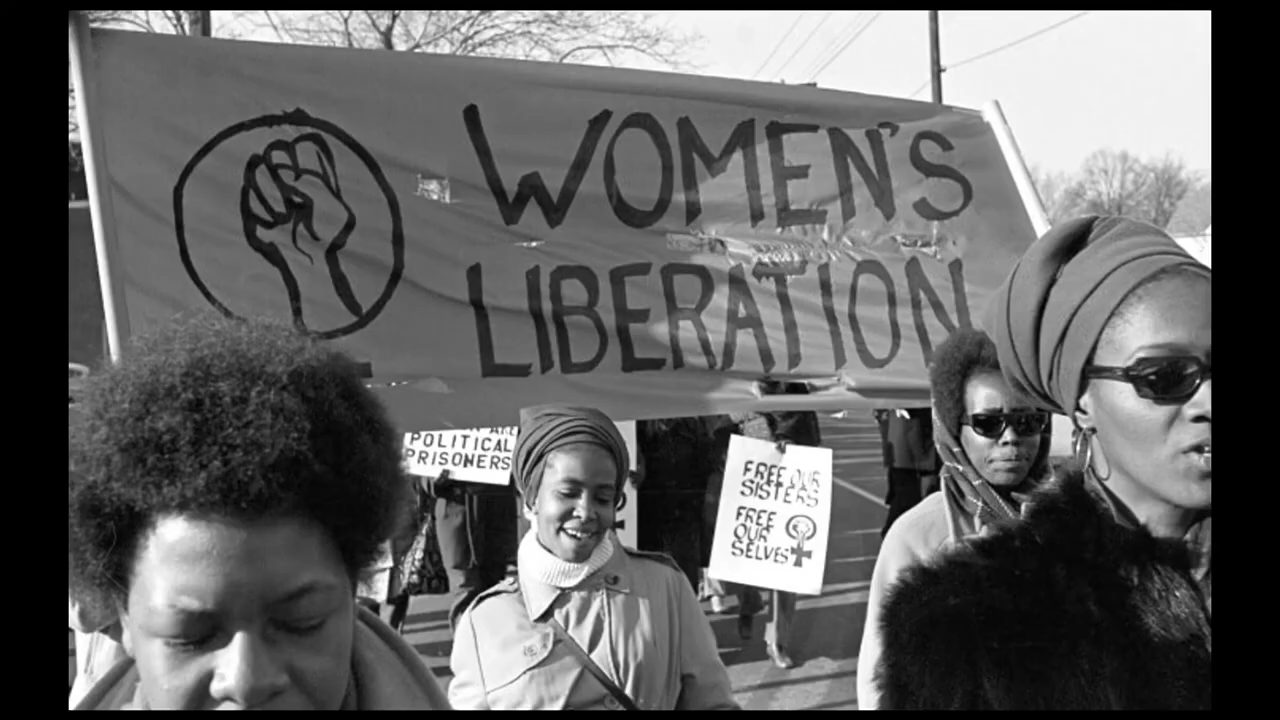 WOMEN'S
LIBERATION
POLITICAL
PRISONERS
FREE OUR
SISTERS
FREE
OUR
SELVES